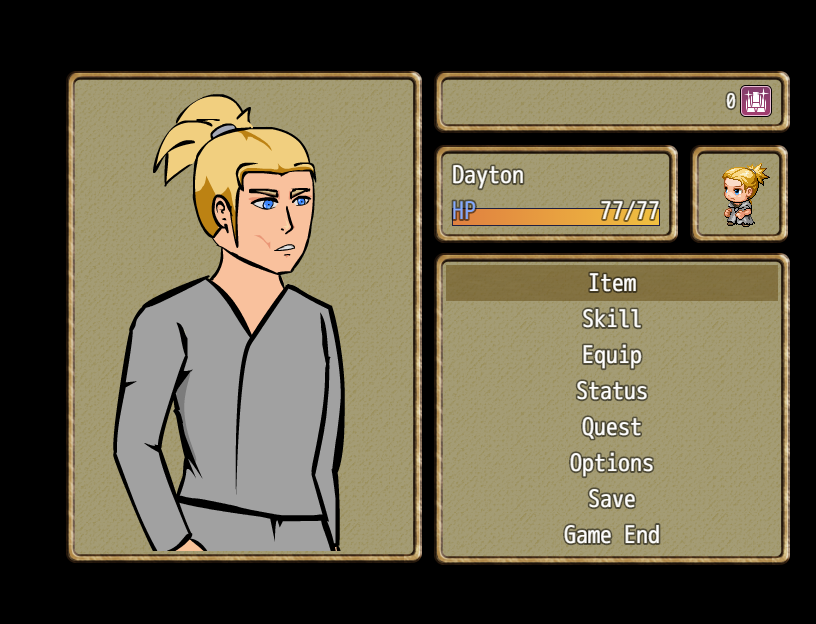 0
Dayton
HP 77/77
Item
Skill
Equip
Status
Quest
Options
Save
Game End